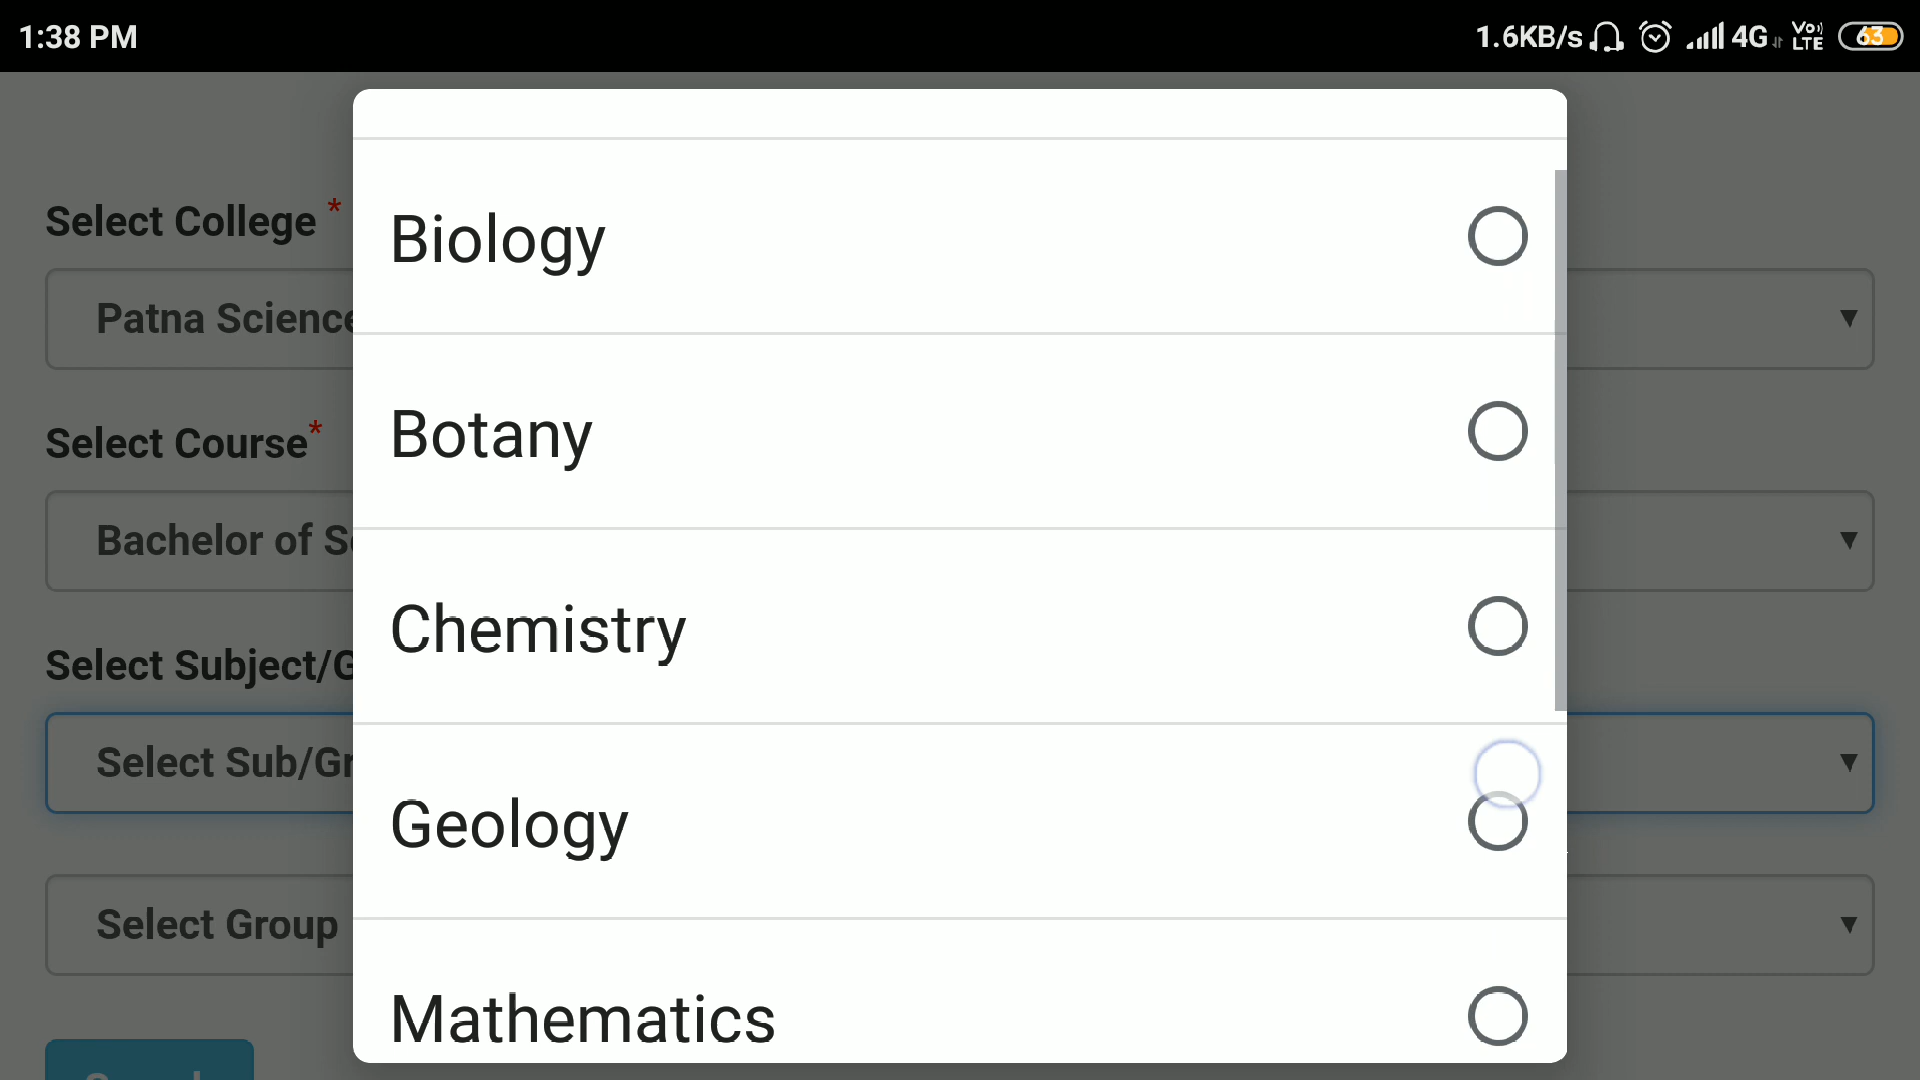 1:38 PM
1.6KB/s 4G Vo) LTE 63
Select College *
Patna Science
Select Course*
Bachelor of
Select Subject/G
Select Sub/Gr
Select Group
Biology
Botany
Chemistry
Geology
Mathematics